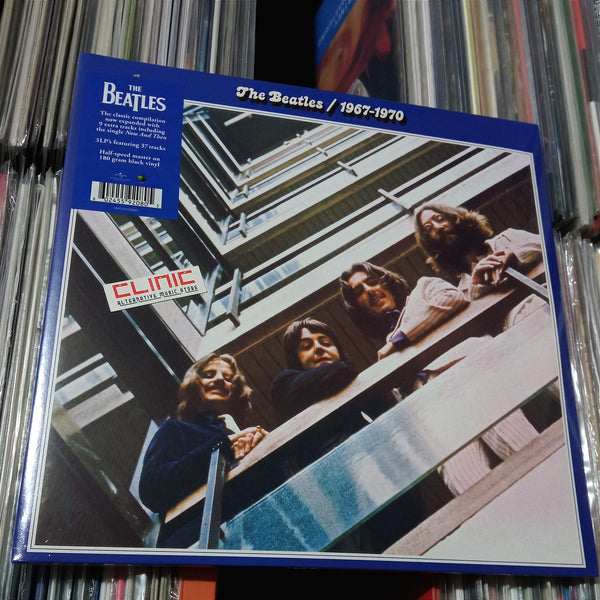 The Beatles / 1967-1970
THE
BEATLES
The classic compilation
now expanded with
9 extra tracks including
the single Now And Then
3LP's featuring 37 tracks
Half-speed master on
180 gram black vinyl
CLINIC
ALTERNATIVE MUSIC STORE